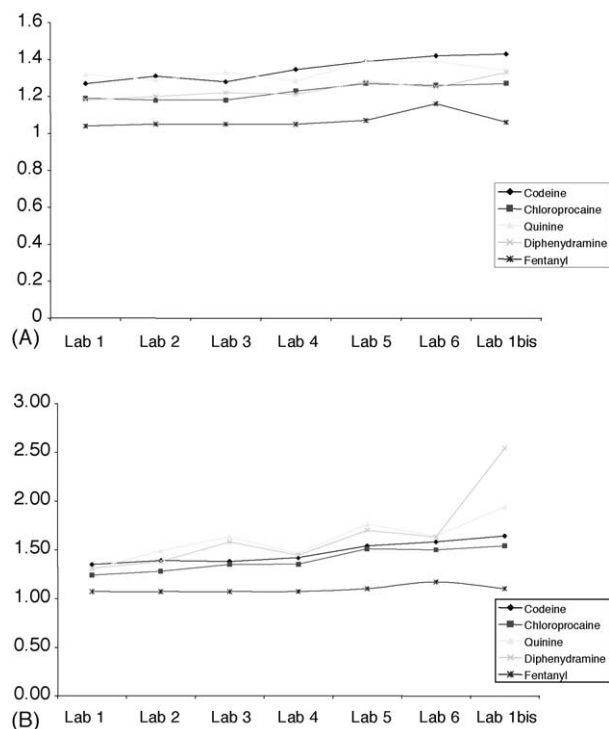 1.6
1.4
1.2
1
0.8
0.6
0.4
0.2
0
Codeine
Chloroprocaine
Quinine
Diphenydramine
Fentanyl
(A)
Lab 1 Lab 2 Lab 3 Lab 4 Lab 5 Lab 6 Lab 1bis
3.00
2.50
2.00
1.50
1.00
0.50
0.00
Codeine
Chloroprocaine
Quinine
Diphenydramine
Fentanyl
(B)
Lab 1 Lab 2 Lab 3 Lab 4 Lab 5 Lab 6 Lab 1bis